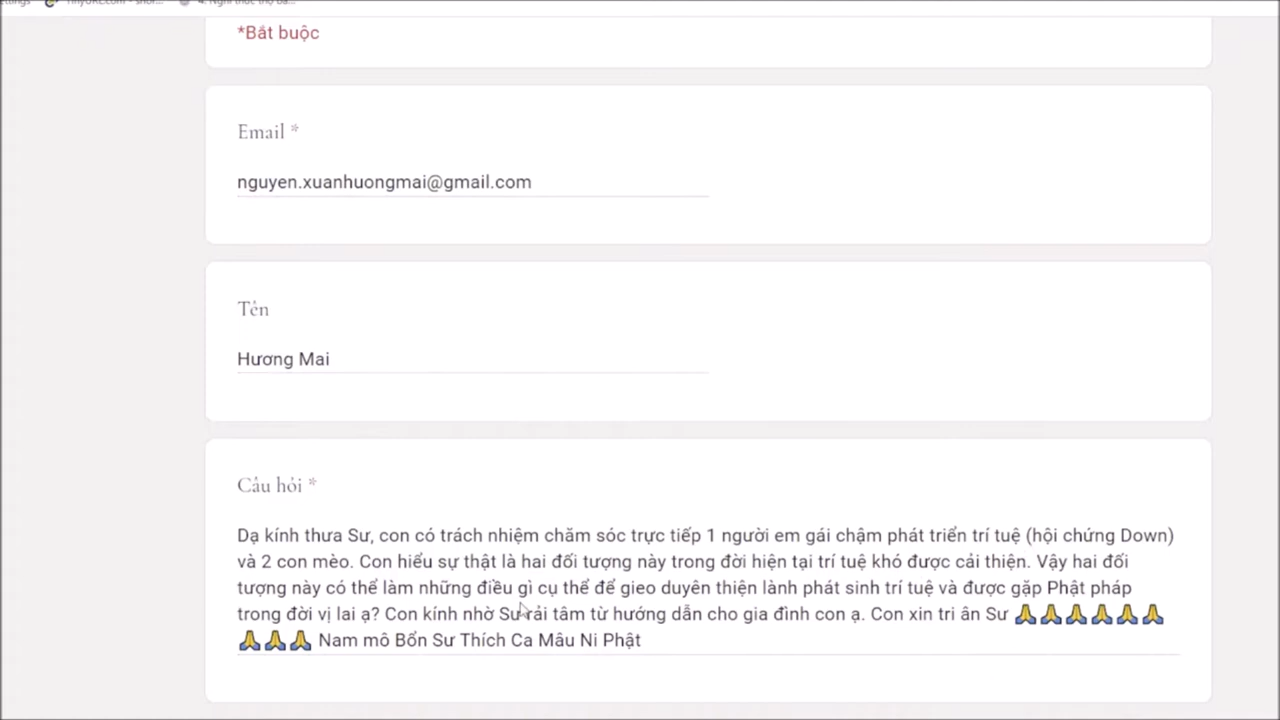 *Bắt buộc
Email *
nguyen.xuanhuongmai@gmail.com
Tên
Hương Mai
Câu hỏi *
Dạ kính thưa Sư, con có trách nhiệm chăm sóc trực tiếp 1 người em gái chậm phát triển trí tuệ (hội chứng Down)
và 2 con mèo. Con hiểu sự thật là hai đối tượng này trong đời hiện tại trí tuệ khó được cải thiện. Vậy hai đối
tượng này có thể làm những điều gì cụ thể để gieo duyên thiện lành phát sinh trí tuệ và được gặp Phật pháp
trong đời vị lai ạ? Con kính nhờ Sư rải tâm từ hướng dẫn cho gia đình con ạ. Con xin tri ân Sư 🙏🙏🙏🙏🙏🙏
🙏🙏🙏 Nam mô Bổn Sư Thích Ca Mâu Ni Phật